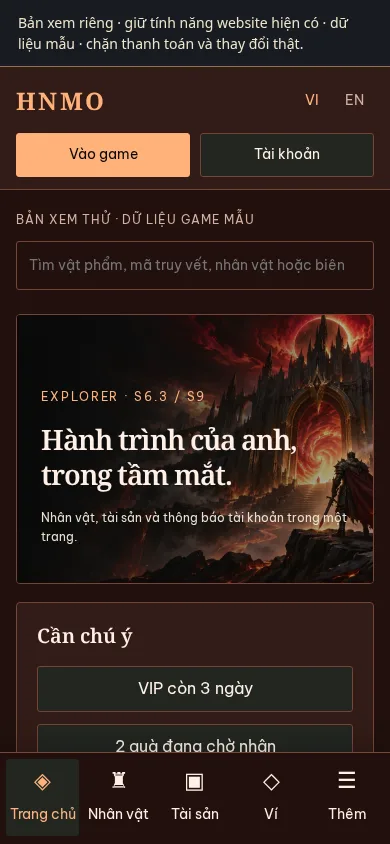 Bản xem riêng · giữ tính năng website hiện có · dữ
liệu mẫu · chặn thanh toán và thay đổi thật.
HNMO
VI EN
Vào game Tài khoản
BẢN XEM THỬ · DỮ LIỆU GAME MẪU
Tìm vật phẩm, mã truy vết, nhân vật hoặc biên
EXPLORER · S6.3 / S9
Hành trình của anh,
trong tầm mắt.
Nhân vật, tài sản và thông báo tài khoản trong một
trang.
Cần chú ý
VIP còn 3 ngày
2 quà đang chờ nhận
Trang chủ Nhân vật Tài sản Ví Thêm